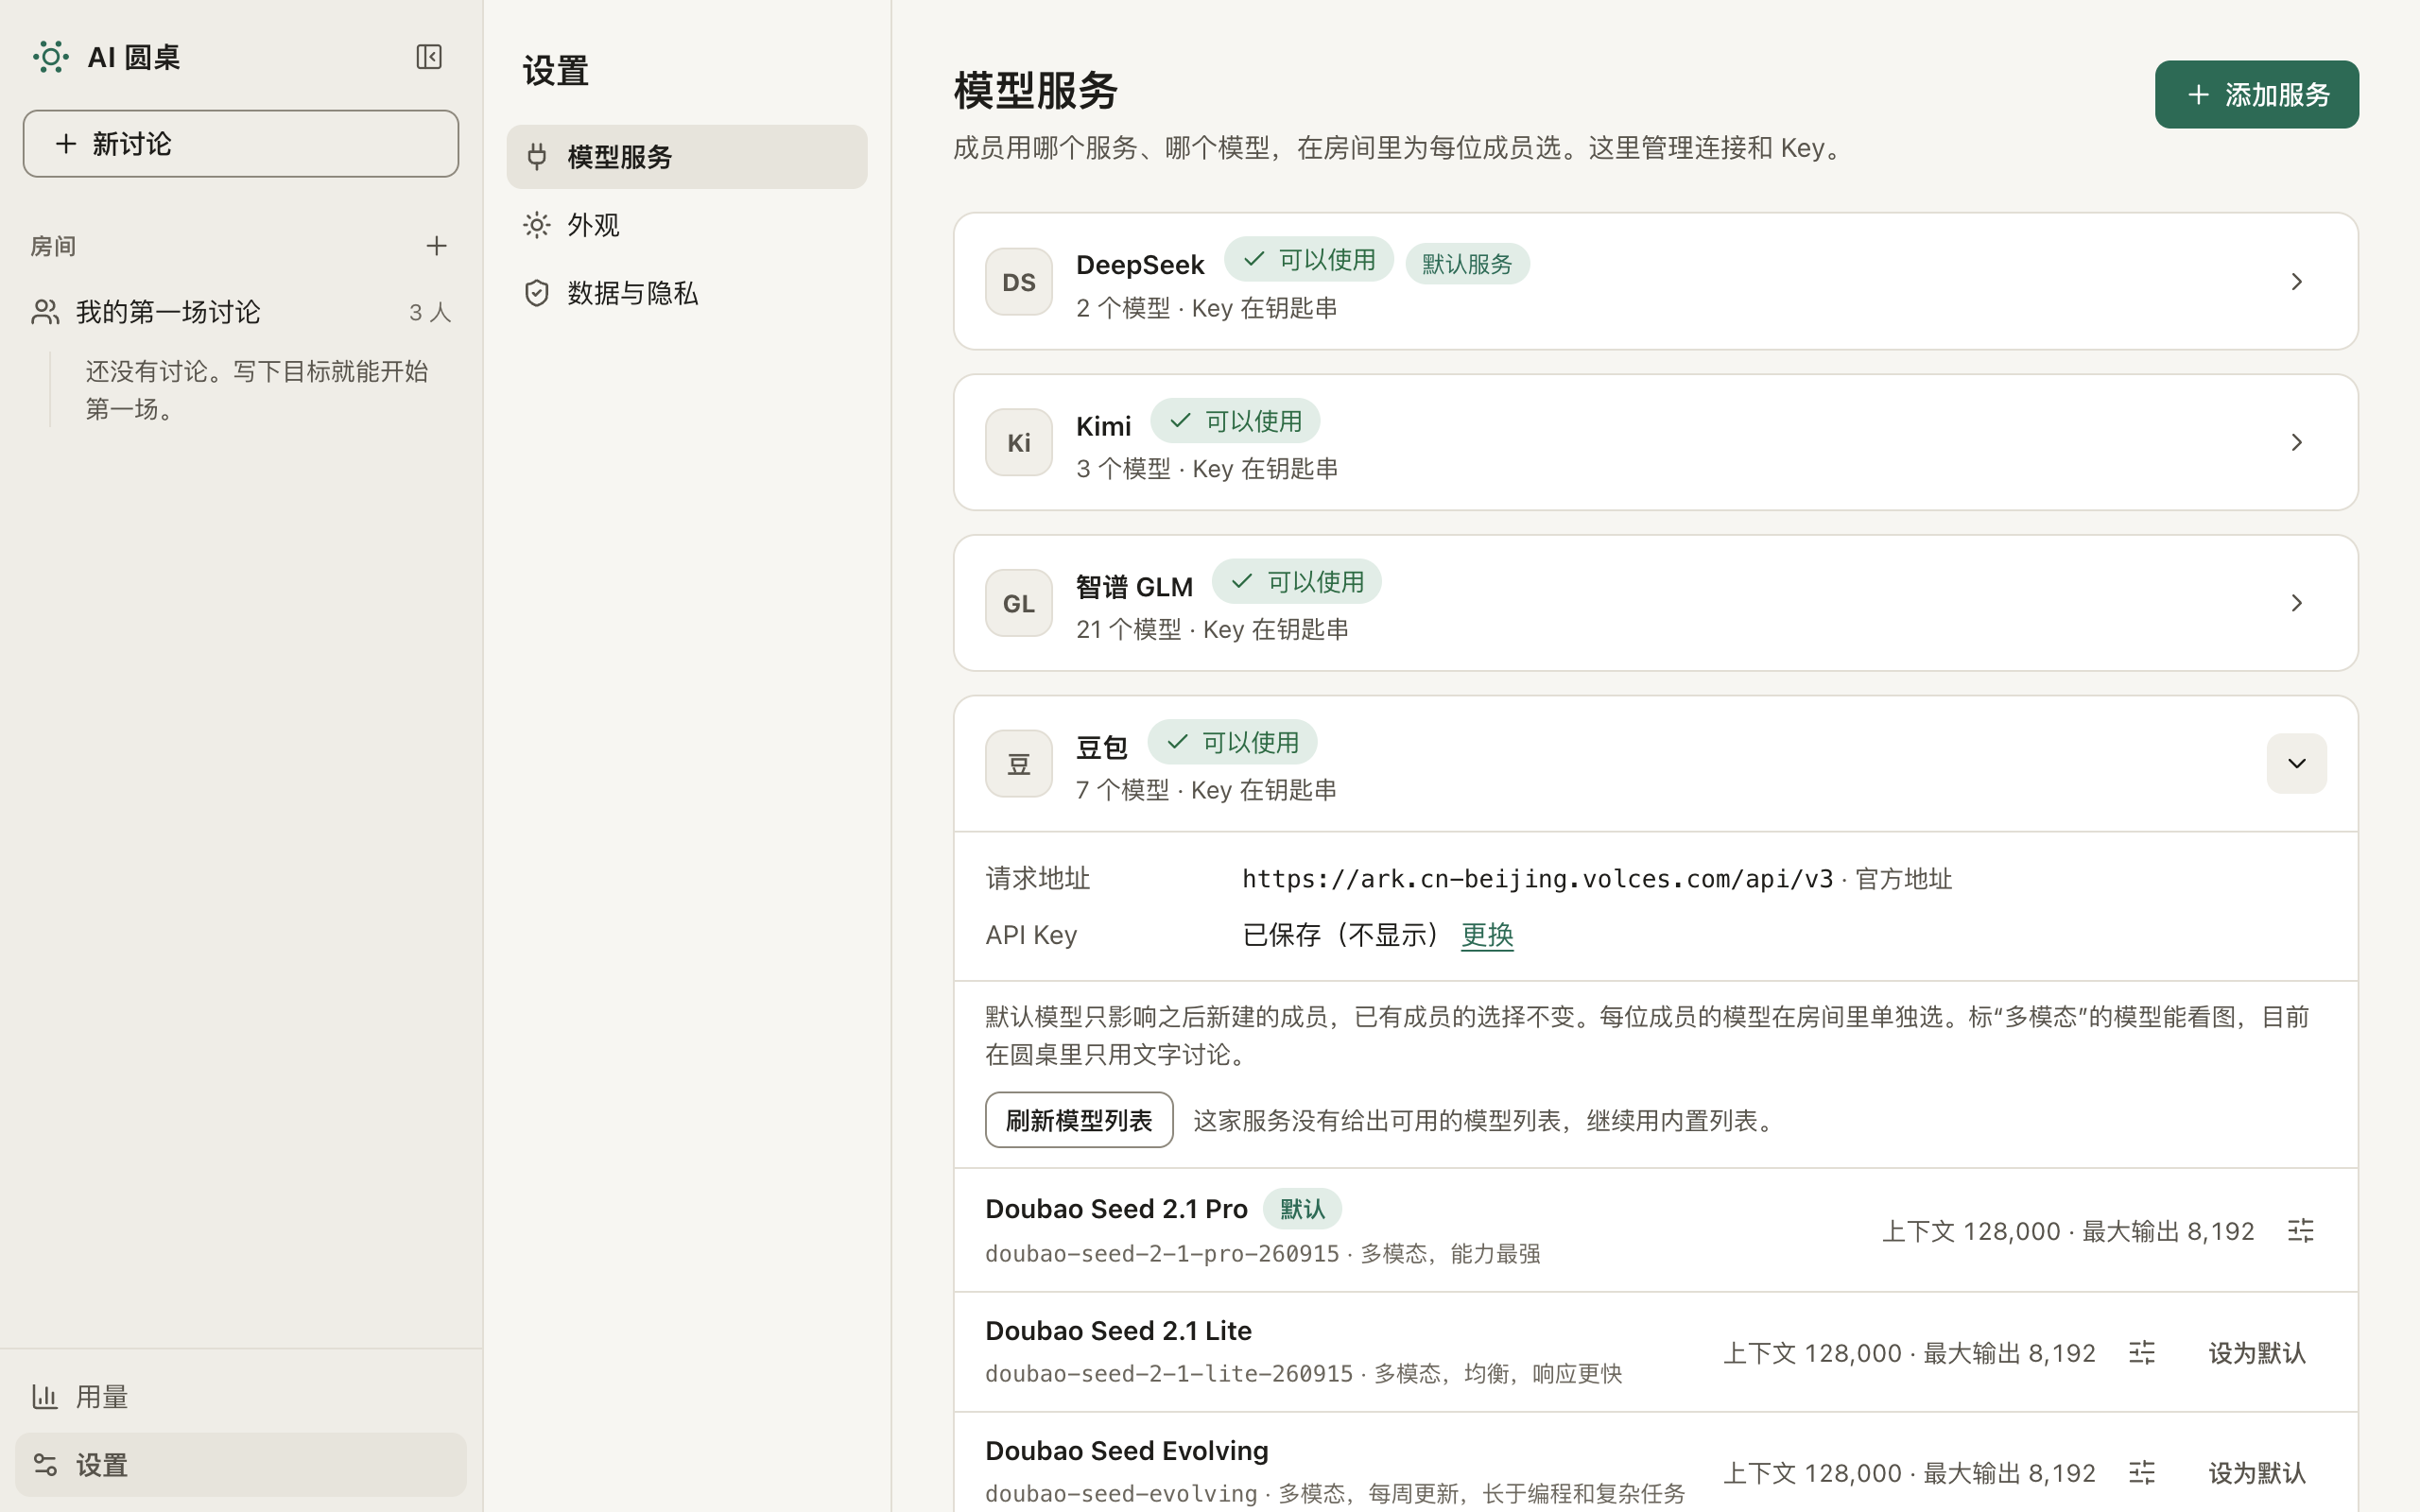 AI 圆桌
新讨论
房间
我的第一场讨论
3 人
还没有讨论。写下目标就能开始
第一场。
用量
设置
设置
模型服务
外观
数据与隐私
模型服务
成员用哪个服务、哪个模型，在房间里为每位成员选。这里管理连接和 Key。
添加服务
DS
DeepSeek
可以使用
默认服务
2 个模型 · Key 在钥匙串
Ki
Kimi
可以使用
3 个模型 · Key 在钥匙串
GL
智谱 GLM
可以使用
21 个模型 · Key 在钥匙串
豆
豆包
可以使用
7 个模型 · Key 在钥匙串
请求地址
https://ark.cn-beijing.volces.com/api/v3 · 官方地址
API Key
已保存（不显示） 更换
默认模型只影响之后新建的成员，已有成员的选择不变。每位成员的模型在房间里单独选。标“多模态”的模型能看图，目前
在圆桌里只用文字讨论。
刷新模型列表
这家服务没有给出可用的模型列表，继续用内置列表。
Doubao Seed 2.1 Pro
默认
doubao-seed-2-1-pro-260915 · 多模态，能力最强
上下文 128,000 · 最大输出 8,192
Doubao Seed 2.1 Lite
doubao-seed-2-1-lite-260915 · 多模态，均衡，响应更快
上下文 128,000 · 最大输出 8,192
设为默认
Doubao Seed Evolving
doubao-seed-evolving · 多模态，每周更新，长于编程和复杂任务
上下文 128,000 · 最大输出 8,192
设为默认